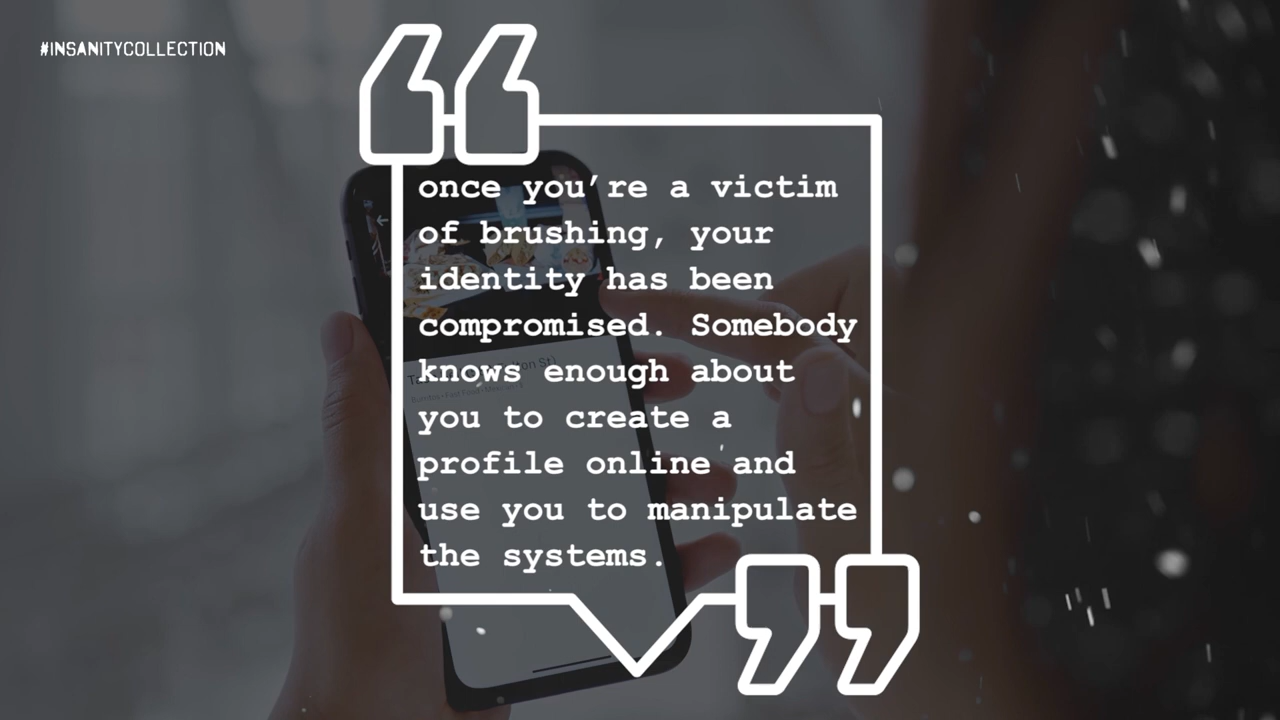 #INSANITYCOLLECTION
once you’re a victim
of brushing, your
identity has been
compromised. Somebody
knows enough about
you to create a
profile online and
use you to manipulate
the systems.